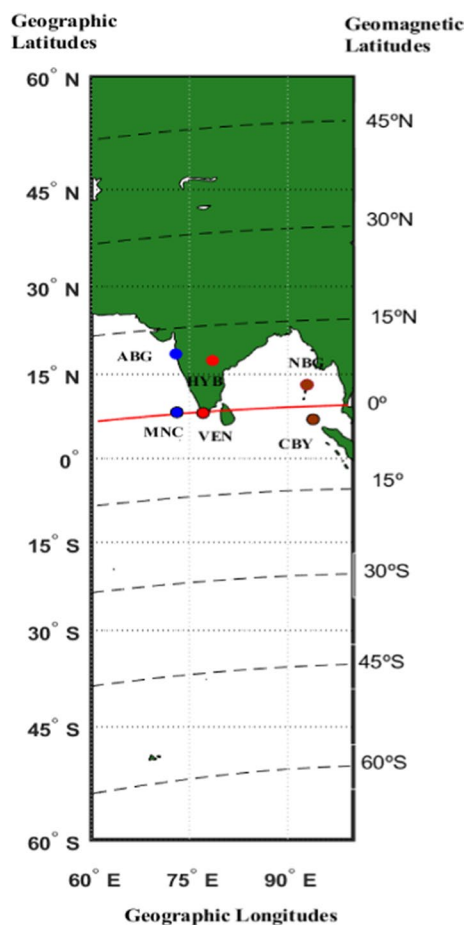 Geographic
Latitudes
Geomagnetic
Latitudes
60° N
45°N
45° N
30°N
30° N
15°N
ABG
NBG
15° N
HYB
0°
MNC
VEN
CBY
0°
15°
15° S
30°S
30° S
45°S
45° S
60°S
60° S
60° E
75° E
90° E
Geographic Longitudes